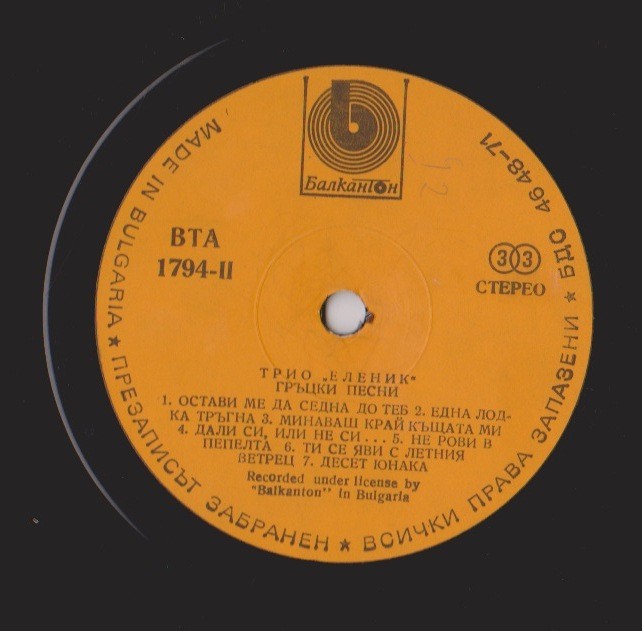 Балкантон
92
ВТА
1794-II
33
СТЕРЕО
ТРИО „ЕЛЕНИК"
ГРЪЦКИ ПЕСНИ
1. ОСТАВИ МЕ ДА СЕДНА ДО ТЕБ 2. ЕДНА ЛОД-
КА ТРЪГНА 3. МИНАВАШ КРАЙ КЪЩАТА МИ
4. ДАЛИ СИ, ИЛИ НЕ СИ... 5. НЕ РОВИ В
ПЕПЕЛТА 6. ТИ СЕ ЯВИ С ЛЕТНИЯ
ВЕТРЕЦ 7. ДЕСЕТ ЮНАКА
Recorded under license by
"Balkanton" in Bulgaria
MADE IN BULGARIA ★ ПРЕЗАПИСЪТ ЗАБРАНЕН ★ ВСИЧКИ ПРАВА ЗАПАЗЕНИ ★ БДО 4648-71